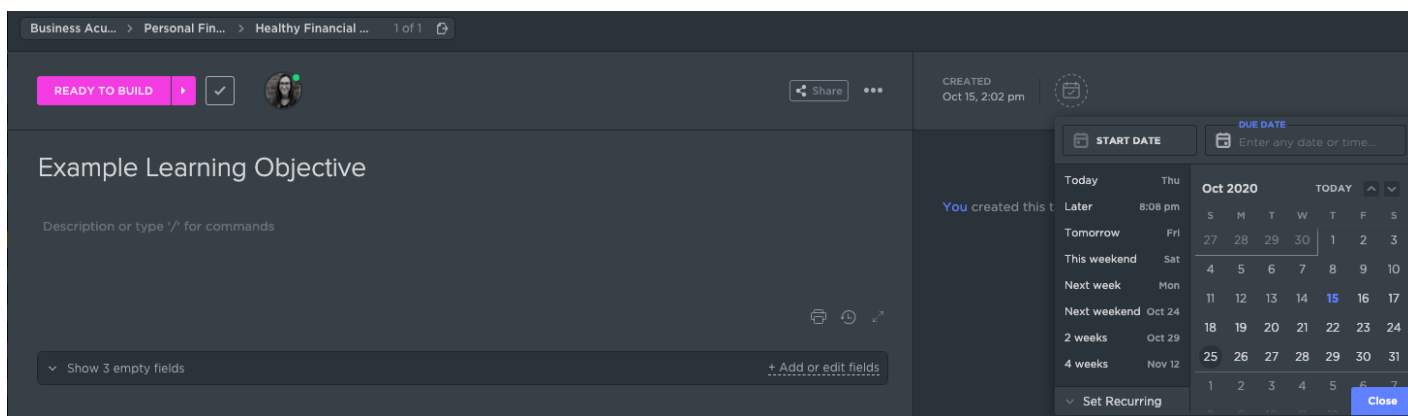 Business Acu... > Personal Fin... > Healthy Financial ... 1 of 1
READY TO BUILD
Share
CREATED
Oct 15, 2:02 pm
Example Learning Objective
Description or type '/' for commands
Show 3 empty fields
+ Add or edit fields
You created this t
START DATE
DUE DATE
Enter any date or time...
Today Thu
Later 8:08 pm
Tomorrow Fri
This weekend Sat
Next week Mon
Next weekend Oct 24
2 weeks Oct 29
4 weeks Nov 12
Set Recurring
Oct 2020 TODAY
S M T W T F S
27 28 29 30 1 2 3
4 5 6 7 8 9 10
11 12 13 14 15 16 17
18 19 20 21 22 23 24
25 26 27 28 29 30 31
1 2 3 4 5 6 7
Close